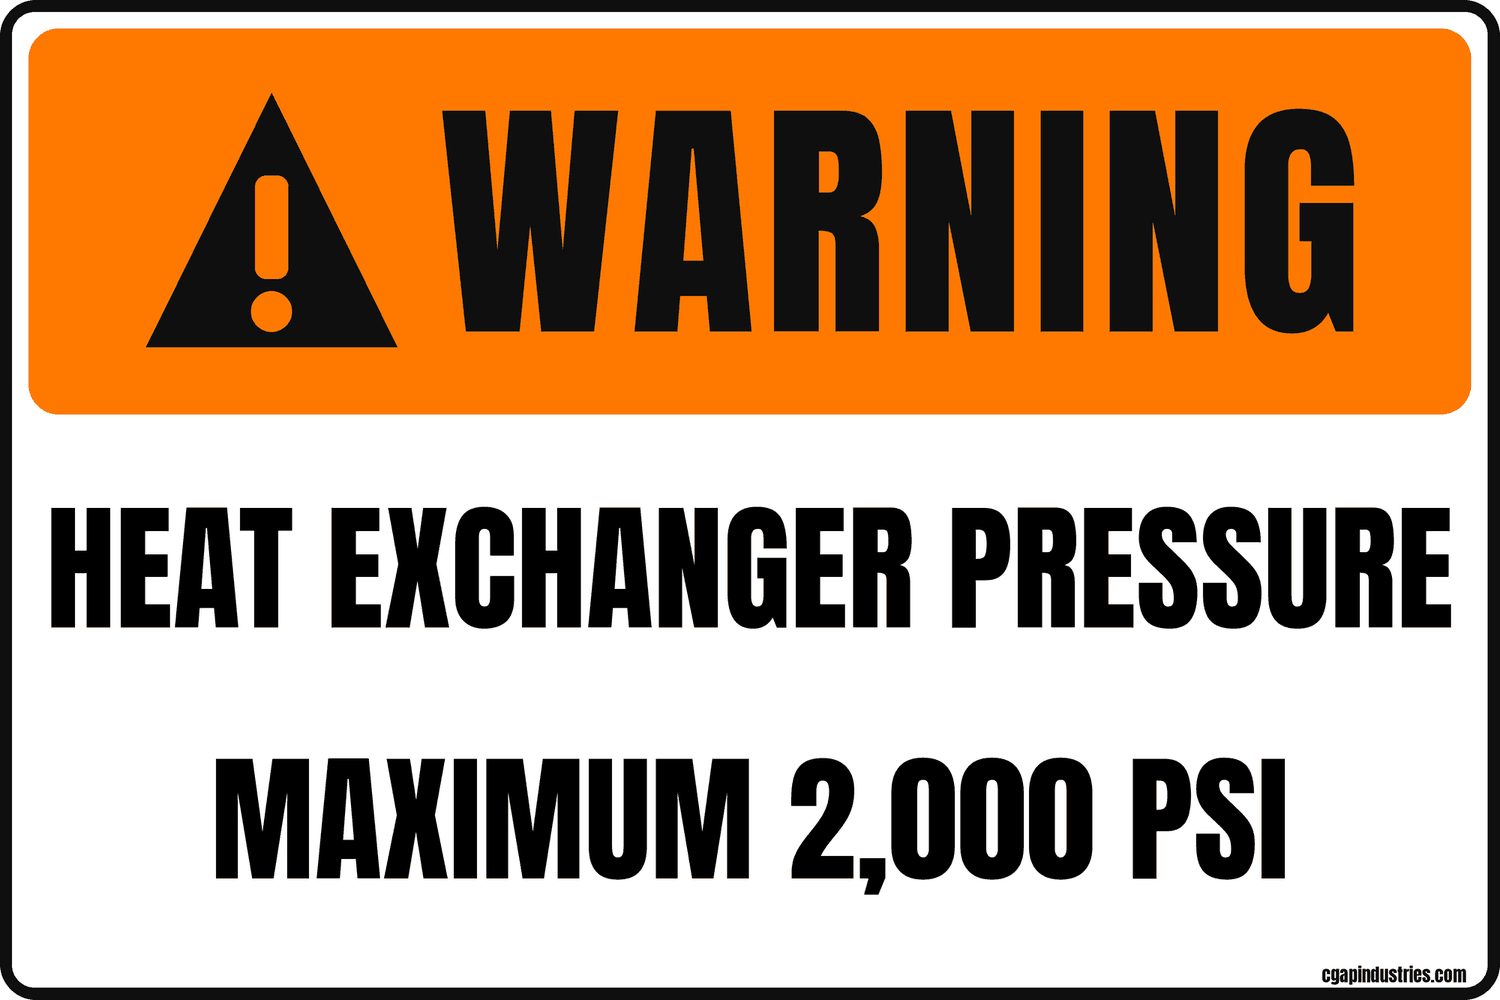 WARNING
HEAT EXCHANGER PRESSURE
MAXIMUM 2,000 PSI
cgapindustries.com